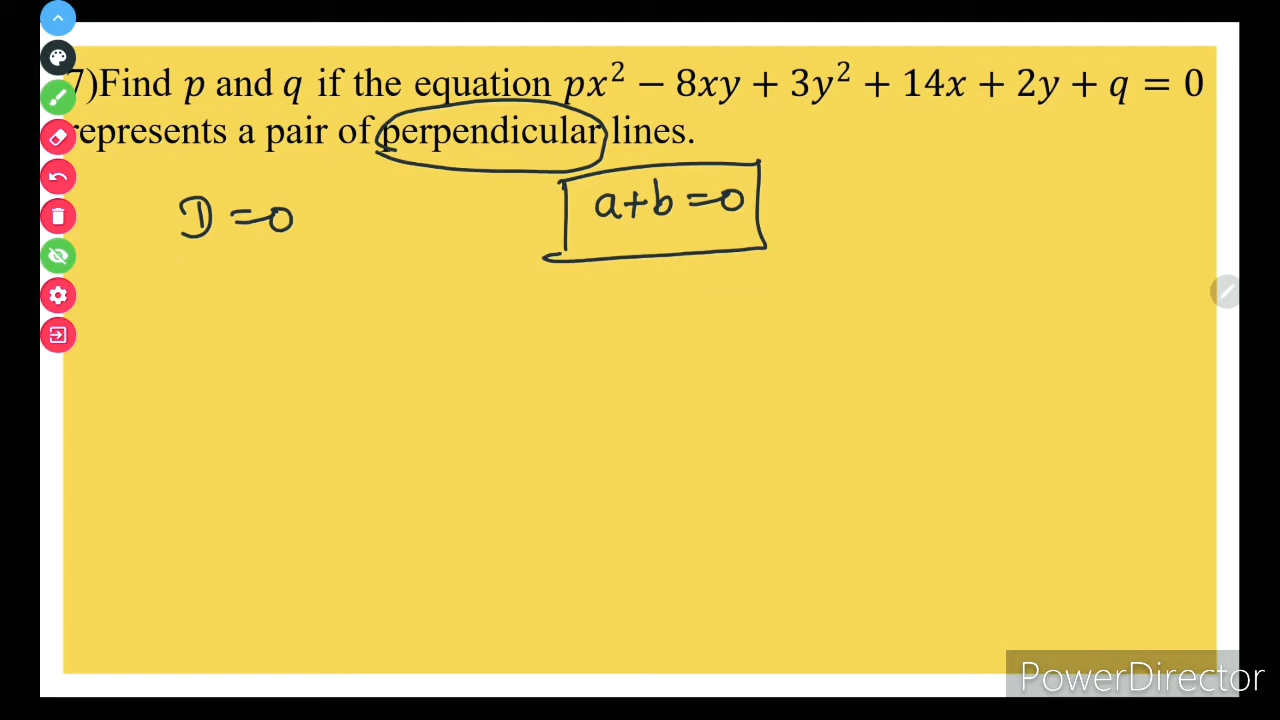 7)Find p and q if the equation px² − 8xy + 3y² + 14x + 2y + q = 0
represents a pair of perpendicular lines.
D = 0
a+b = 0
PowerDirector